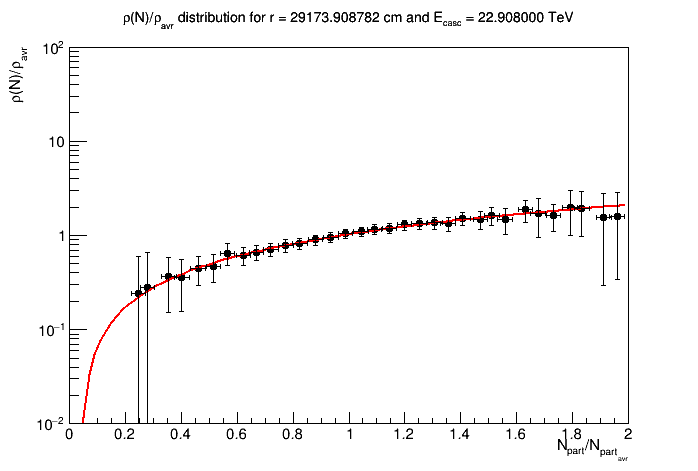 ρ(N)/ρavr distribution for r = 29173.908782 cm and Ecasc = 22.908000 TeV
ρ(N)/ρavr
10²
10
1
10⁻¹
10⁻²
0 0.2 0.4 0.6 0.8 1 1.2 1.4 1.6 1.8 2
Npart/Npartavr